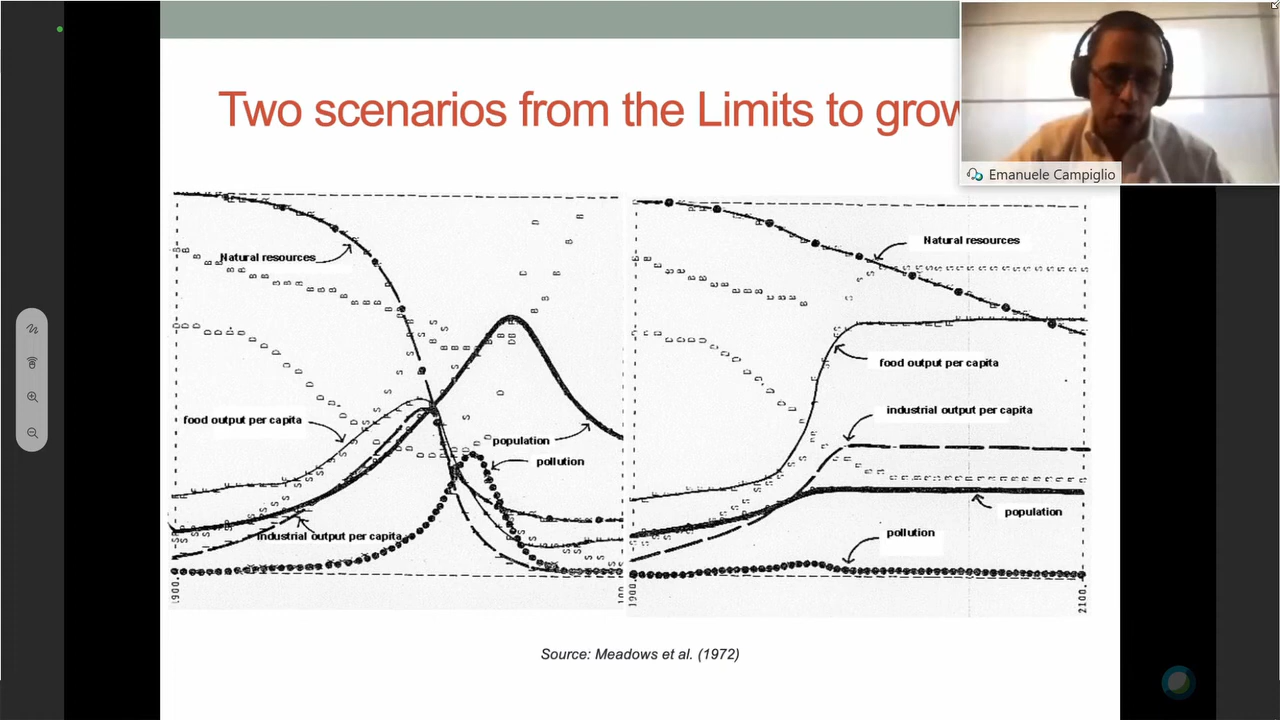 Two scenarios from the Limits to grow
Emanuele Campiglio
Natural resources
food output per capita
industrial output per capita
population
pollution
1900.
Natural resources
food output per capita
industrial output per capita
population
pollution
1900.
2100.
Source: Meadows et al. (1972)